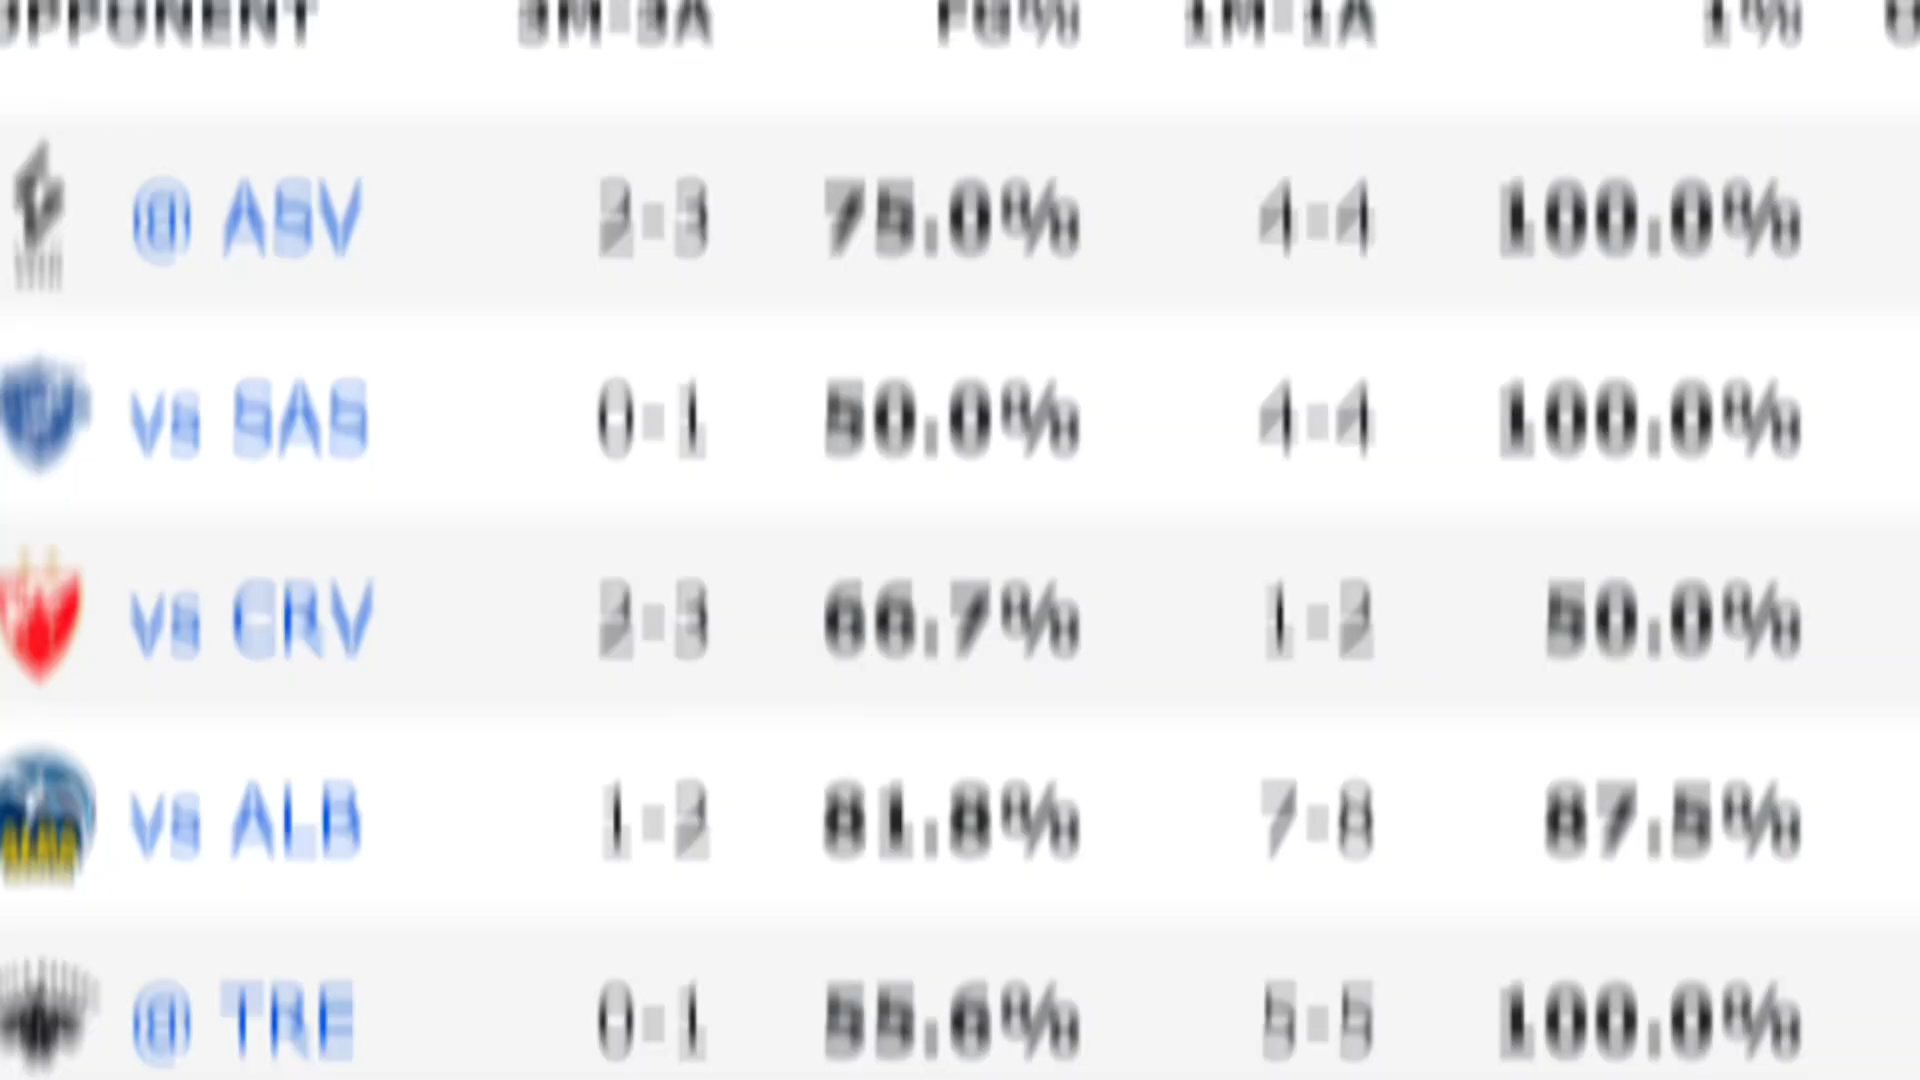 OPPONENT 3M-3A FG% 1M-1A 1%
@ ASV 2-3 75.0% 4-4 100.0%
vs SAS 0-1 50.0% 4-4 100.0%
vs CRV 2-3 66.7% 1-2 50.0%
vs ALB 1-2 81.8% 7-8 87.5%
@ TRE 0-1 55.6% 5-5 100.0%